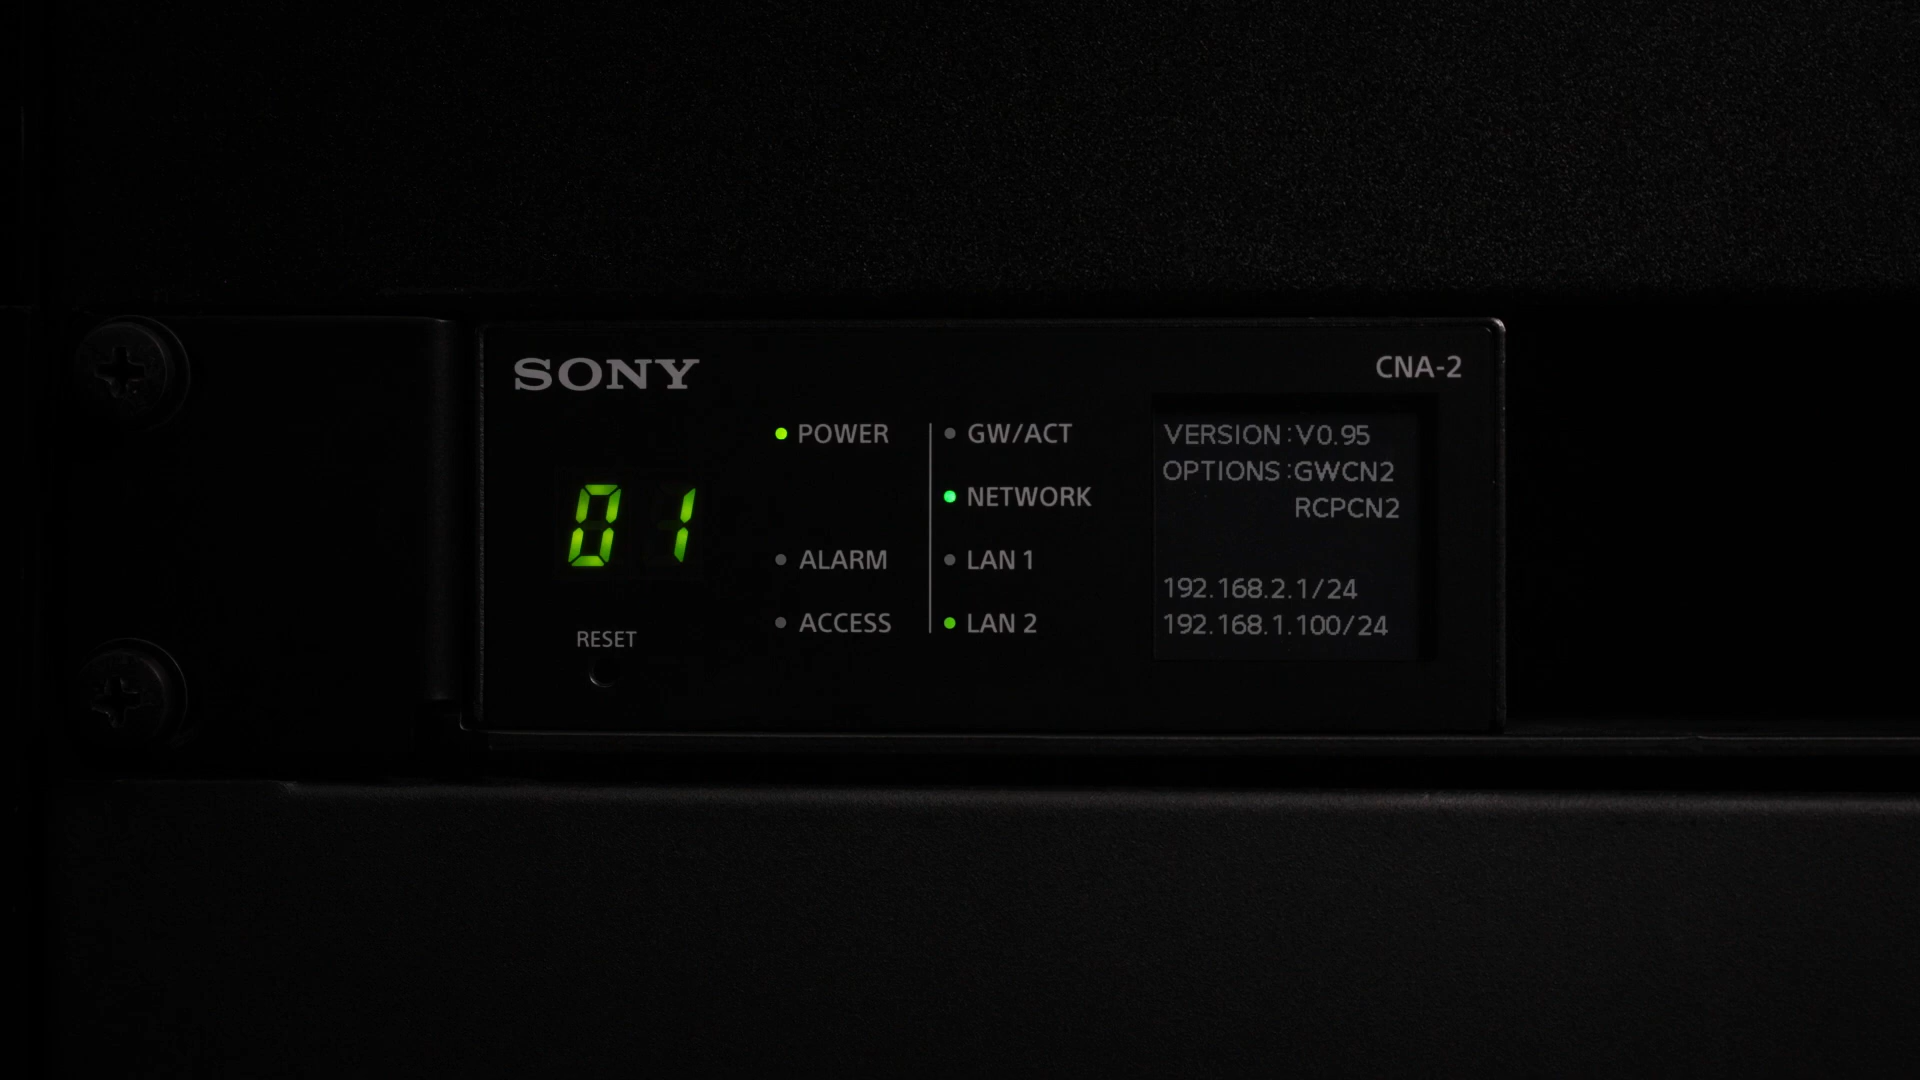 SONY
CNA-2
POWER
GW/ACT
NETWORK
01
ALARM
LAN 1
ACCESS
LAN 2
RESET
VERSION:V0.95
OPTIONS:GWCN2
RCPCN2
192.168.2.1/24
192.168.1.100/24